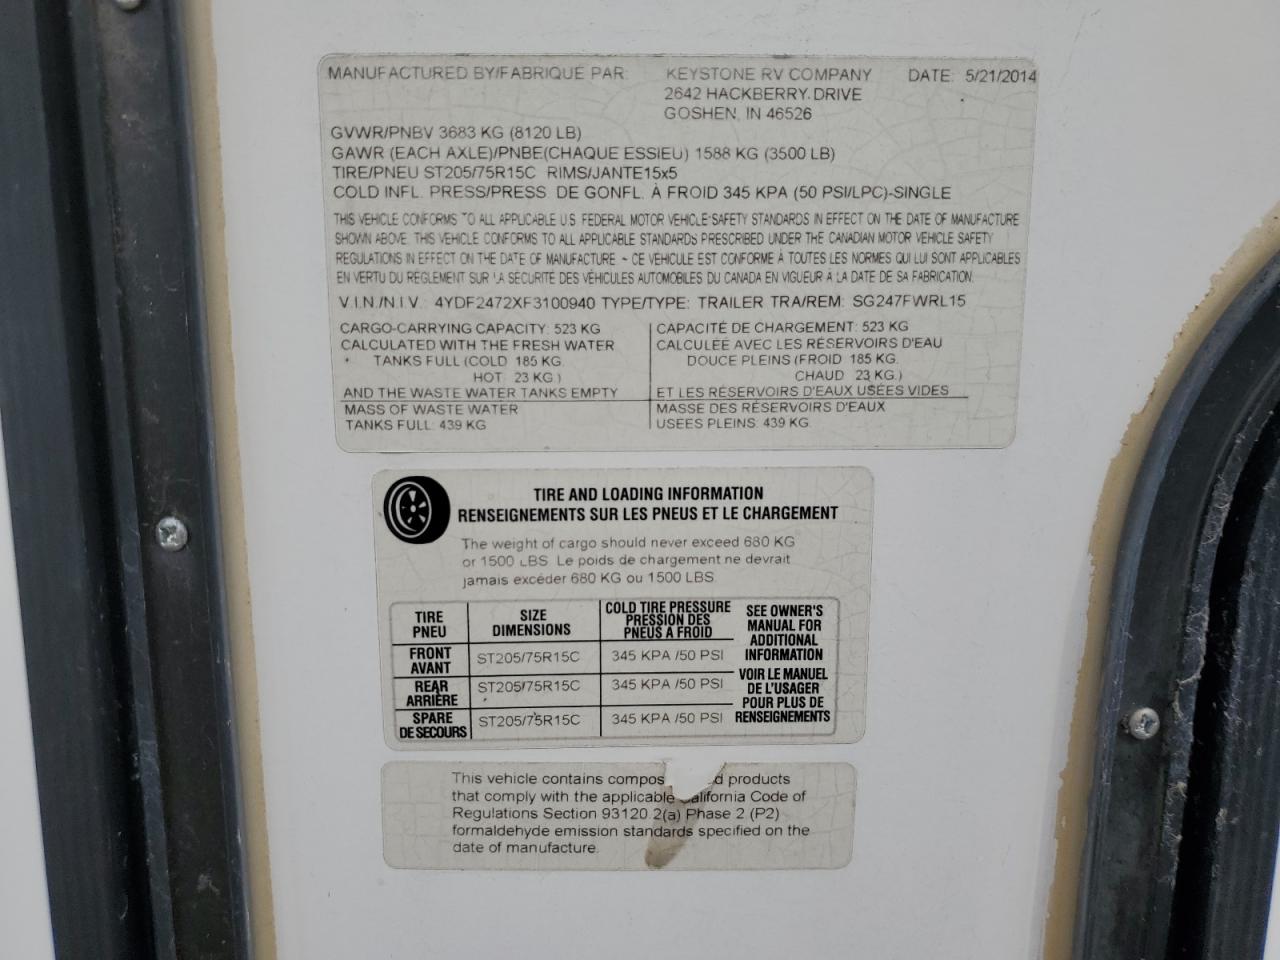 MANUFACTURED BY/FABRIQUE PAR: KEYSTONE RV COMPANY DATE: 5/21/2014
2642 HACKBERRY DRIVE
GOSHEN, IN 46526
GVWR/PNBV 3683 KG (8120 LB)
GAWR (EACH AXLE)/PNBE(CHAQUE ESSIEU) 1588 KG (3500 LB)
TIRE/PNEU ST205/75R15C RIMS/JANTE15x5
COLD INFL. PRESS/PRESS. DE GONFL. À FROID 345 KPA (50 PSI/LPC)-SINGLE
THIS VEHICLE CONFORMS TO ALL APPLICABLE U.S. FEDERAL MOTOR VEHICLE SAFETY STANDARDS IN EFFECT ON THE DATE OF MANUFACTURE
SHOWN ABOVE. THIS VEHICLE CONFORMS TO ALL APPLICABLE STANDARDS PRESCRIBED UNDER THE CANADIAN MOTOR VEHICLE SAFETY
REGULATIONS IN EFFECT ON THE DATE OF MANUFACTURE - CE VÉHICULE EST CONFORME À TOUTES LES NORMES QUI LUI SONT APPLICABLES
EN VERTU DU RÈGLEMENT SUR LA SÉCURITÉ DES VÉHICULES AUTOMOBILES DU CANADA EN VIGUEUR À LA DATE DE SA FABRICATION.
V.I.N./N.I.V. 4YDF2472XF3100940 TYPE/TYPE: TRAILER TRA/REM: SG247FWRL15
CARGO-CARRYING CAPACITY: 523 KG
CALCULATED WITH THE FRESH WATER
TANKS FULL (COLD 185 KG.
HOT: 23 KG.)
AND THE WASTE WATER TANKS EMPTY
MASS OF WASTE WATER
TANKS FULL: 439 KG
CAPACITÉ DE CHARGEMENT: 523 KG
CALCULÉE AVEC LES RÉSERVOIRS D'EAU
DOUCE PLEINS (FROID 185 KG.
CHAUD 23 KG.)
ET LES RÉSERVOIRS D'EAUX USÉES VIDES
MASSE DES RÉSERVOIRS D'EAUX
USEES PLEINS: 439 KG.
TIRE AND LOADING INFORMATION
RENSEIGNEMENTS SUR LES PNEUS ET LE CHARGEMENT
The weight of cargo should never exceed 680 KG
or 1500 LBS. Le poids de chargement ne devrait
jamais excéder 680 KG ou 1500 LBS
TIRE
PNEU
SIZE
DIMENSIONS
COLD TIRE PRESSURE
PRESSION DES
PNEUS A FROID
FRONT
AVANT
ST205/75R15C
345 KPA /50 PSI
REAR
ARRIÈRE
ST205/75R15C
345 KPA /50 PSI
SPARE
DE SECOURS
ST205/75R15C
345 KPA /50 PSI
SEE OWNER'S
MANUAL FOR
ADDITIONAL
INFORMATION
VOIR LE MANUEL
DE L'USAGER
POUR PLUS DE
RENSEIGNEMENTS
This vehicle contains compos d products
that comply with the applicable alifornia Code of
Regulations Section 93120.2(a) Phase 2 (P2)
formaldehyde emission standards specified on the
date of manufacture.